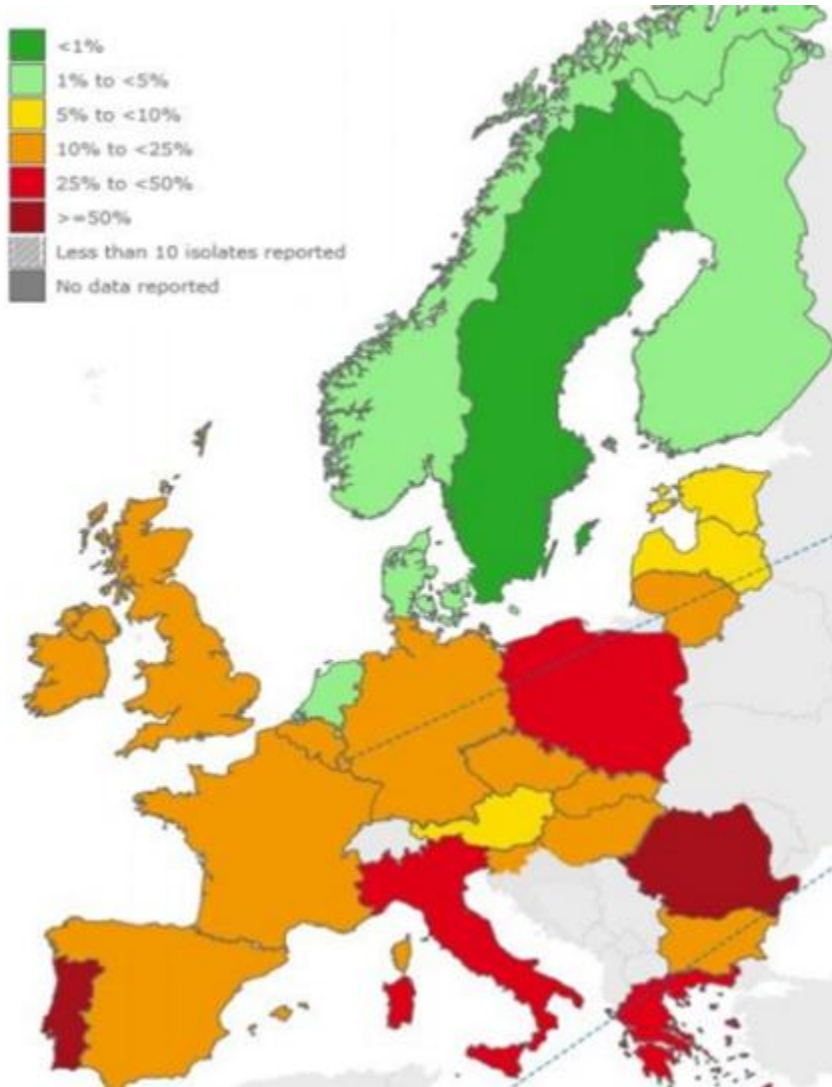 <1%
1% to <5%
5% to <10%
10% to <25%
25% to <50%
>=50%
Less than 10 isolates reported
No data reported